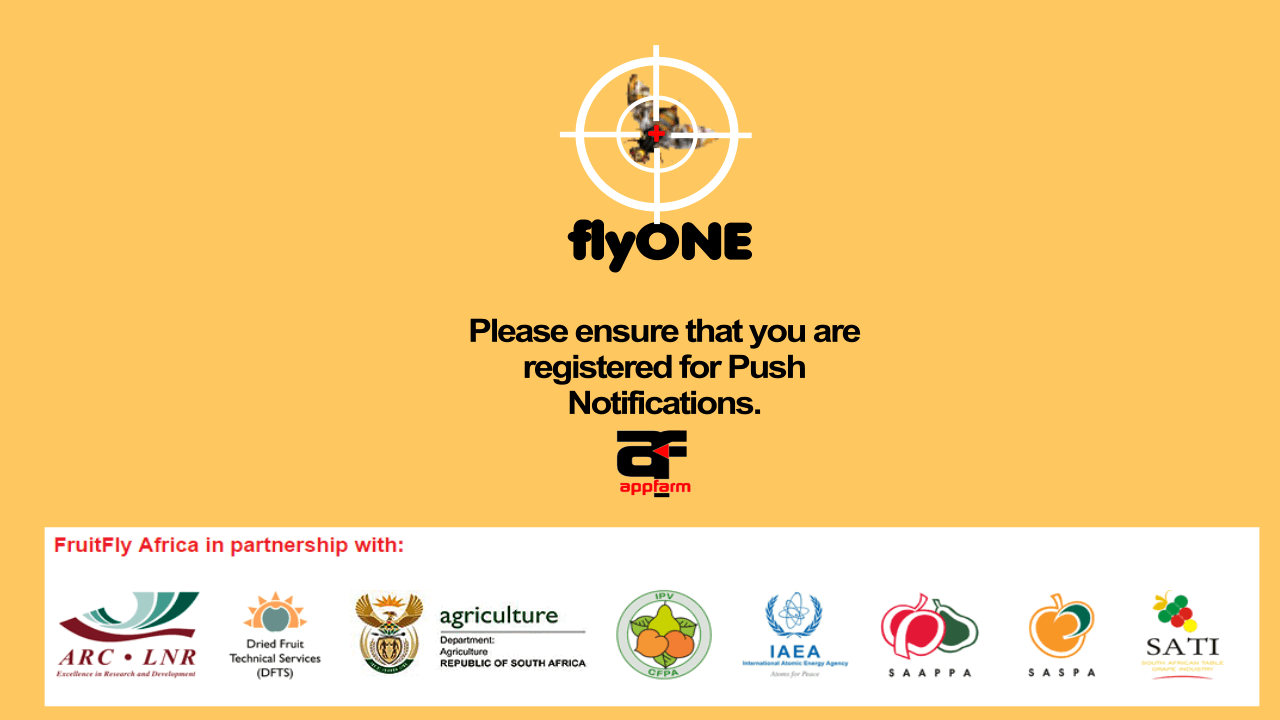 flyONE
Please ensure that you are
registered for Push
Notifications.
af
appfarm
FruitFly Africa in partnership with:
ARC • LNR
Excellence in Research and Development
Dried Fruit
Technical Services
(DFTS)
agriculture
Department:
Agriculture
REPUBLIC OF SOUTH AFRICA
IPV
CFPA
IAEA
International Atomic Energy Agency
Atoms for Peace
SAAPPA
SASPA
SATI
SOUTH AFRICAN TABLE
GRAPE INDUSTRY